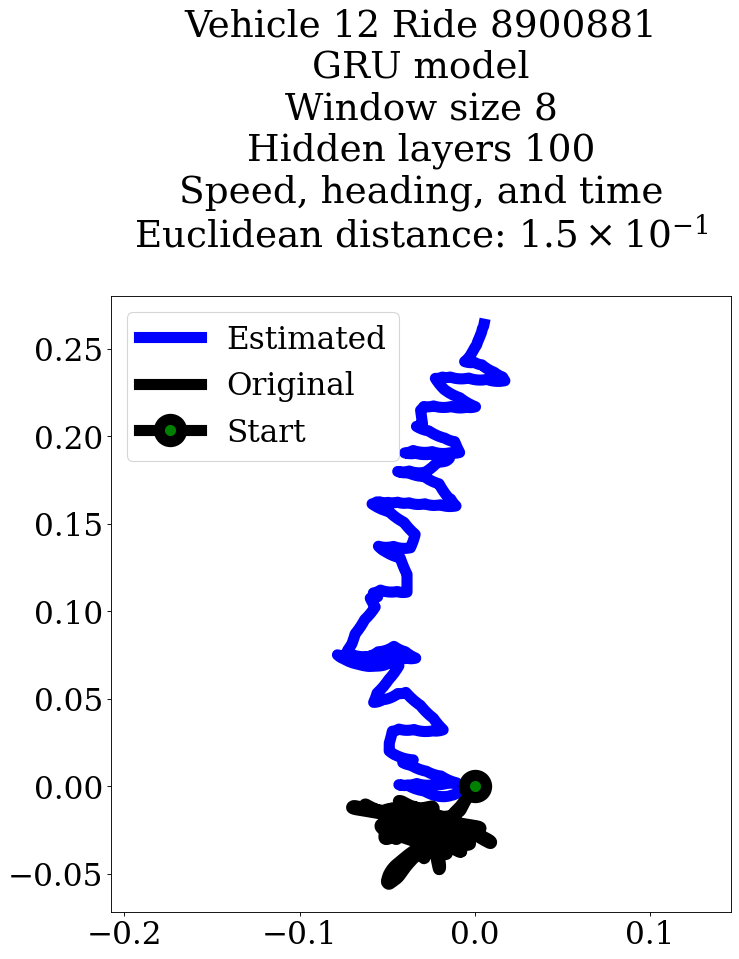 Vehicle 12 Ride 8900881
GRU model
Window size 8
Hidden layers 100
Speed, heading, and time
Euclidean distance: 1.5 × 10⁻¹
Estimated
Original
Start
0.25
0.20
0.15
0.10
0.05
0.00
−0.05
−0.2
−0.1
0.0
0.1